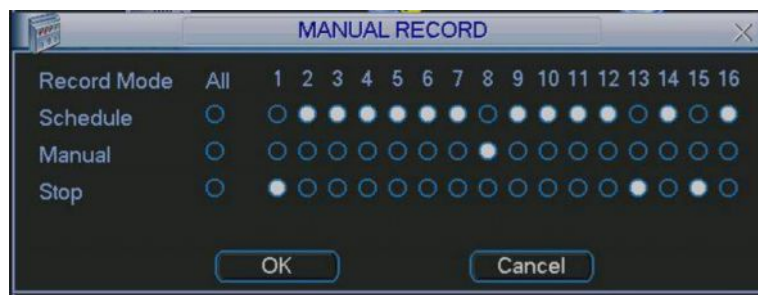 MANUAL RECORD
Record Mode All 1 2 3 4 5 6 7 8 9 10 11 12 13 14 15 16
Schedule
Manual
Stop
OK Cancel